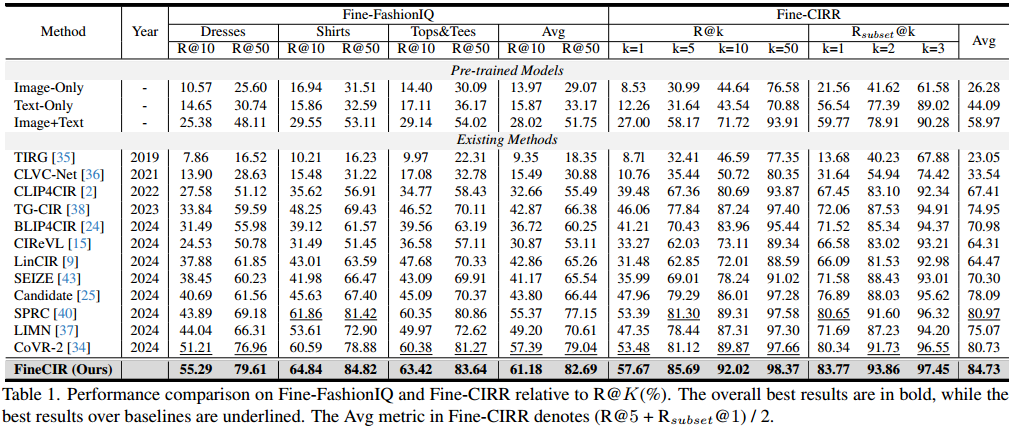 Method Year Fine-FashionIQ Fine-CIRR
Dresses Shirts Tops&Tees Avg R@k R_subset@k Avg
R@10 R@50 R@10 R@50 R@10 R@50 R@10 R@50 k=1 k=5 k=10 k=50 k=1 k=2 k=3
Pre-trained Models
Image-Only - 10.57 25.60 16.94 31.51 14.40 30.09 13.97 29.07 8.53 30.99 44.64 76.58 21.56 41.62 61.58 26.28
Text-Only - 14.65 30.74 15.86 32.59 17.11 36.17 15.87 33.17 12.26 31.64 43.54 70.88 56.54 77.39 89.02 44.09
Image+Text - 25.38 48.11 29.55 53.11 29.14 54.02 28.02 51.75 27.00 58.17 71.72 93.91 59.77 78.91 90.28 58.97
Existing Methods
TIRG [35] 2019 7.86 16.52 10.21 16.23 9.97 22.31 9.35 18.35 8.71 32.41 46.59 77.35 13.68 40.23 67.88 23.05
CLVC-Net [36] 2021 13.90 28.63 15.48 31.22 17.08 32.78 15.49 30.88 10.76 35.44 50.72 80.35 31.64 54.94 74.42 33.54
CLIP4CIR [2] 2022 27.58 51.12 35.62 56.91 34.77 58.43 32.66 55.49 39.48 67.36 80.69 93.87 67.45 83.10 92.34 67.41
TG-CIR [38] 2023 33.84 59.59 48.25 69.43 46.52 70.11 42.87 66.38 46.06 77.84 87.24 97.40 72.06 87.53 94.91 74.95
BLIP4CIR [24] 2024 31.49 55.98 39.12 61.57 39.56 63.19 36.72 60.25 41.21 70.43 83.96 95.44 71.52 85.34 94.37 70.98
CIReVL [15] 2024 24.53 50.78 31.49 51.45 36.58 57.11 30.87 53.11 33.27 62.03 73.11 89.34 66.58 83.02 93.21 64.31
LinCIR [9] 2024 37.88 61.85 43.01 63.59 47.68 70.33 42.86 65.26 31.48 62.85 72.01 88.59 66.09 81.53 92.98 64.47
SEIZE [43] 2024 38.45 60.23 41.98 66.47 43.09 69.91 41.17 65.54 35.99 69.01 78.24 91.02 71.58 88.43 93.01 70.30
Candidate [25] 2024 40.69 61.56 45.63 67.40 45.09 70.37 43.80 66.44 47.96 79.29 86.01 97.28 76.89 88.03 95.62 78.09
SPRC [40] 2024 43.89 69.18 61.86 81.42 60.35 80.86 55.37 77.15 53.39 81.30 89.31 97.58 80.65 91.60 96.32 80.97
LIMN [37] 2024 44.04 66.31 53.61 72.90 49.97 72.62 49.20 70.61 47.35 78.44 87.31 97.30 71.69 87.23 94.20 75.07
CoVR-2 [34] 2024 51.21 76.96 60.59 78.88 60.38 81.27 57.39 79.04 53.48 81.12 89.87 97.66 80.34 91.73 96.55 80.73
FineCIR (Ours) 55.29 79.61 64.84 84.82 63.42 83.64 61.18 82.69 57.67 85.69 92.02 98.37 83.77 93.86 97.45 84.73
Table 1. Performance comparison on Fine-FashionIQ and Fine-CIRR relative to R@K(%). The overall best results are in bold, while the
best results over baselines are underlined. The Avg metric in Fine-CIRR denotes (R@5 + R_subset@1) / 2.